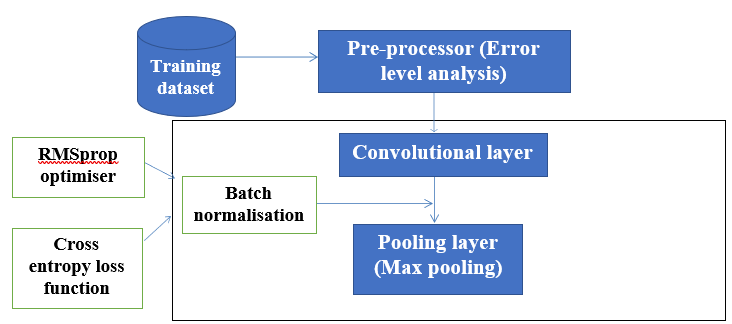 Training
dataset
Pre-processor (Error
level analysis)
RMSprop
optimiser
Convolutional layer
Batch
normalisation
Cross
entropy loss
function
Pooling layer
(Max pooling)